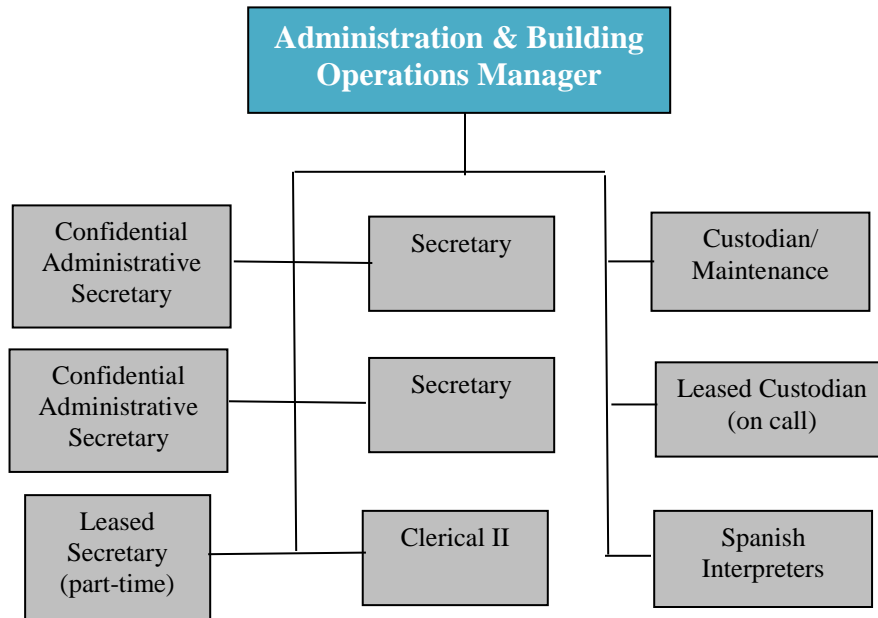 Administration & Building
Operations Manager
Confidential
Administrative
Secretary
Secretary
Custodian/
Maintenance
Confidential
Administrative
Secretary
Secretary
Leased Custodian
(on call)
Leased
Secretary
(part-time)
Clerical II
Spanish
Interpreters